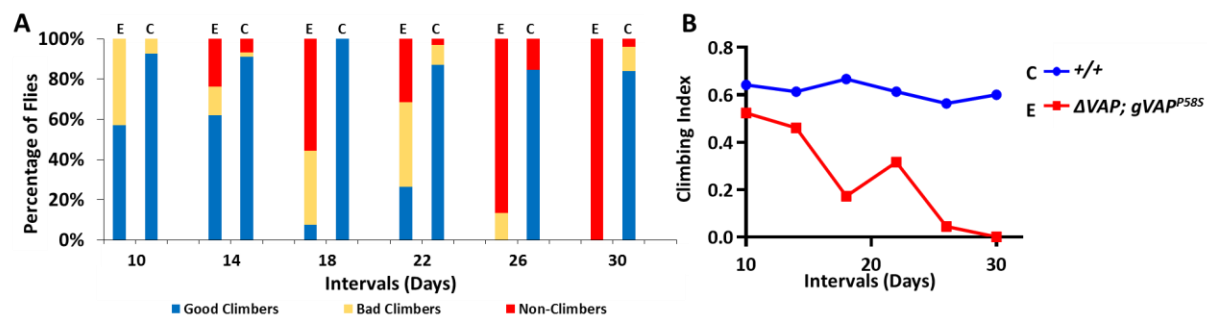 A
E C E C E C E C E C E C
100%
80%
60%
40%
20%
0%
Percentage of Flies
10 14 18 22 26 30
Intervals (Days)
Good Climbers Bad Climbers Non-Climbers
B
0.8
0.6
0.4
0.2
0.0
Climbing Index
10 20 30
Intervals (Days)
C +/+
E ΔVAP; gVAP^P58S